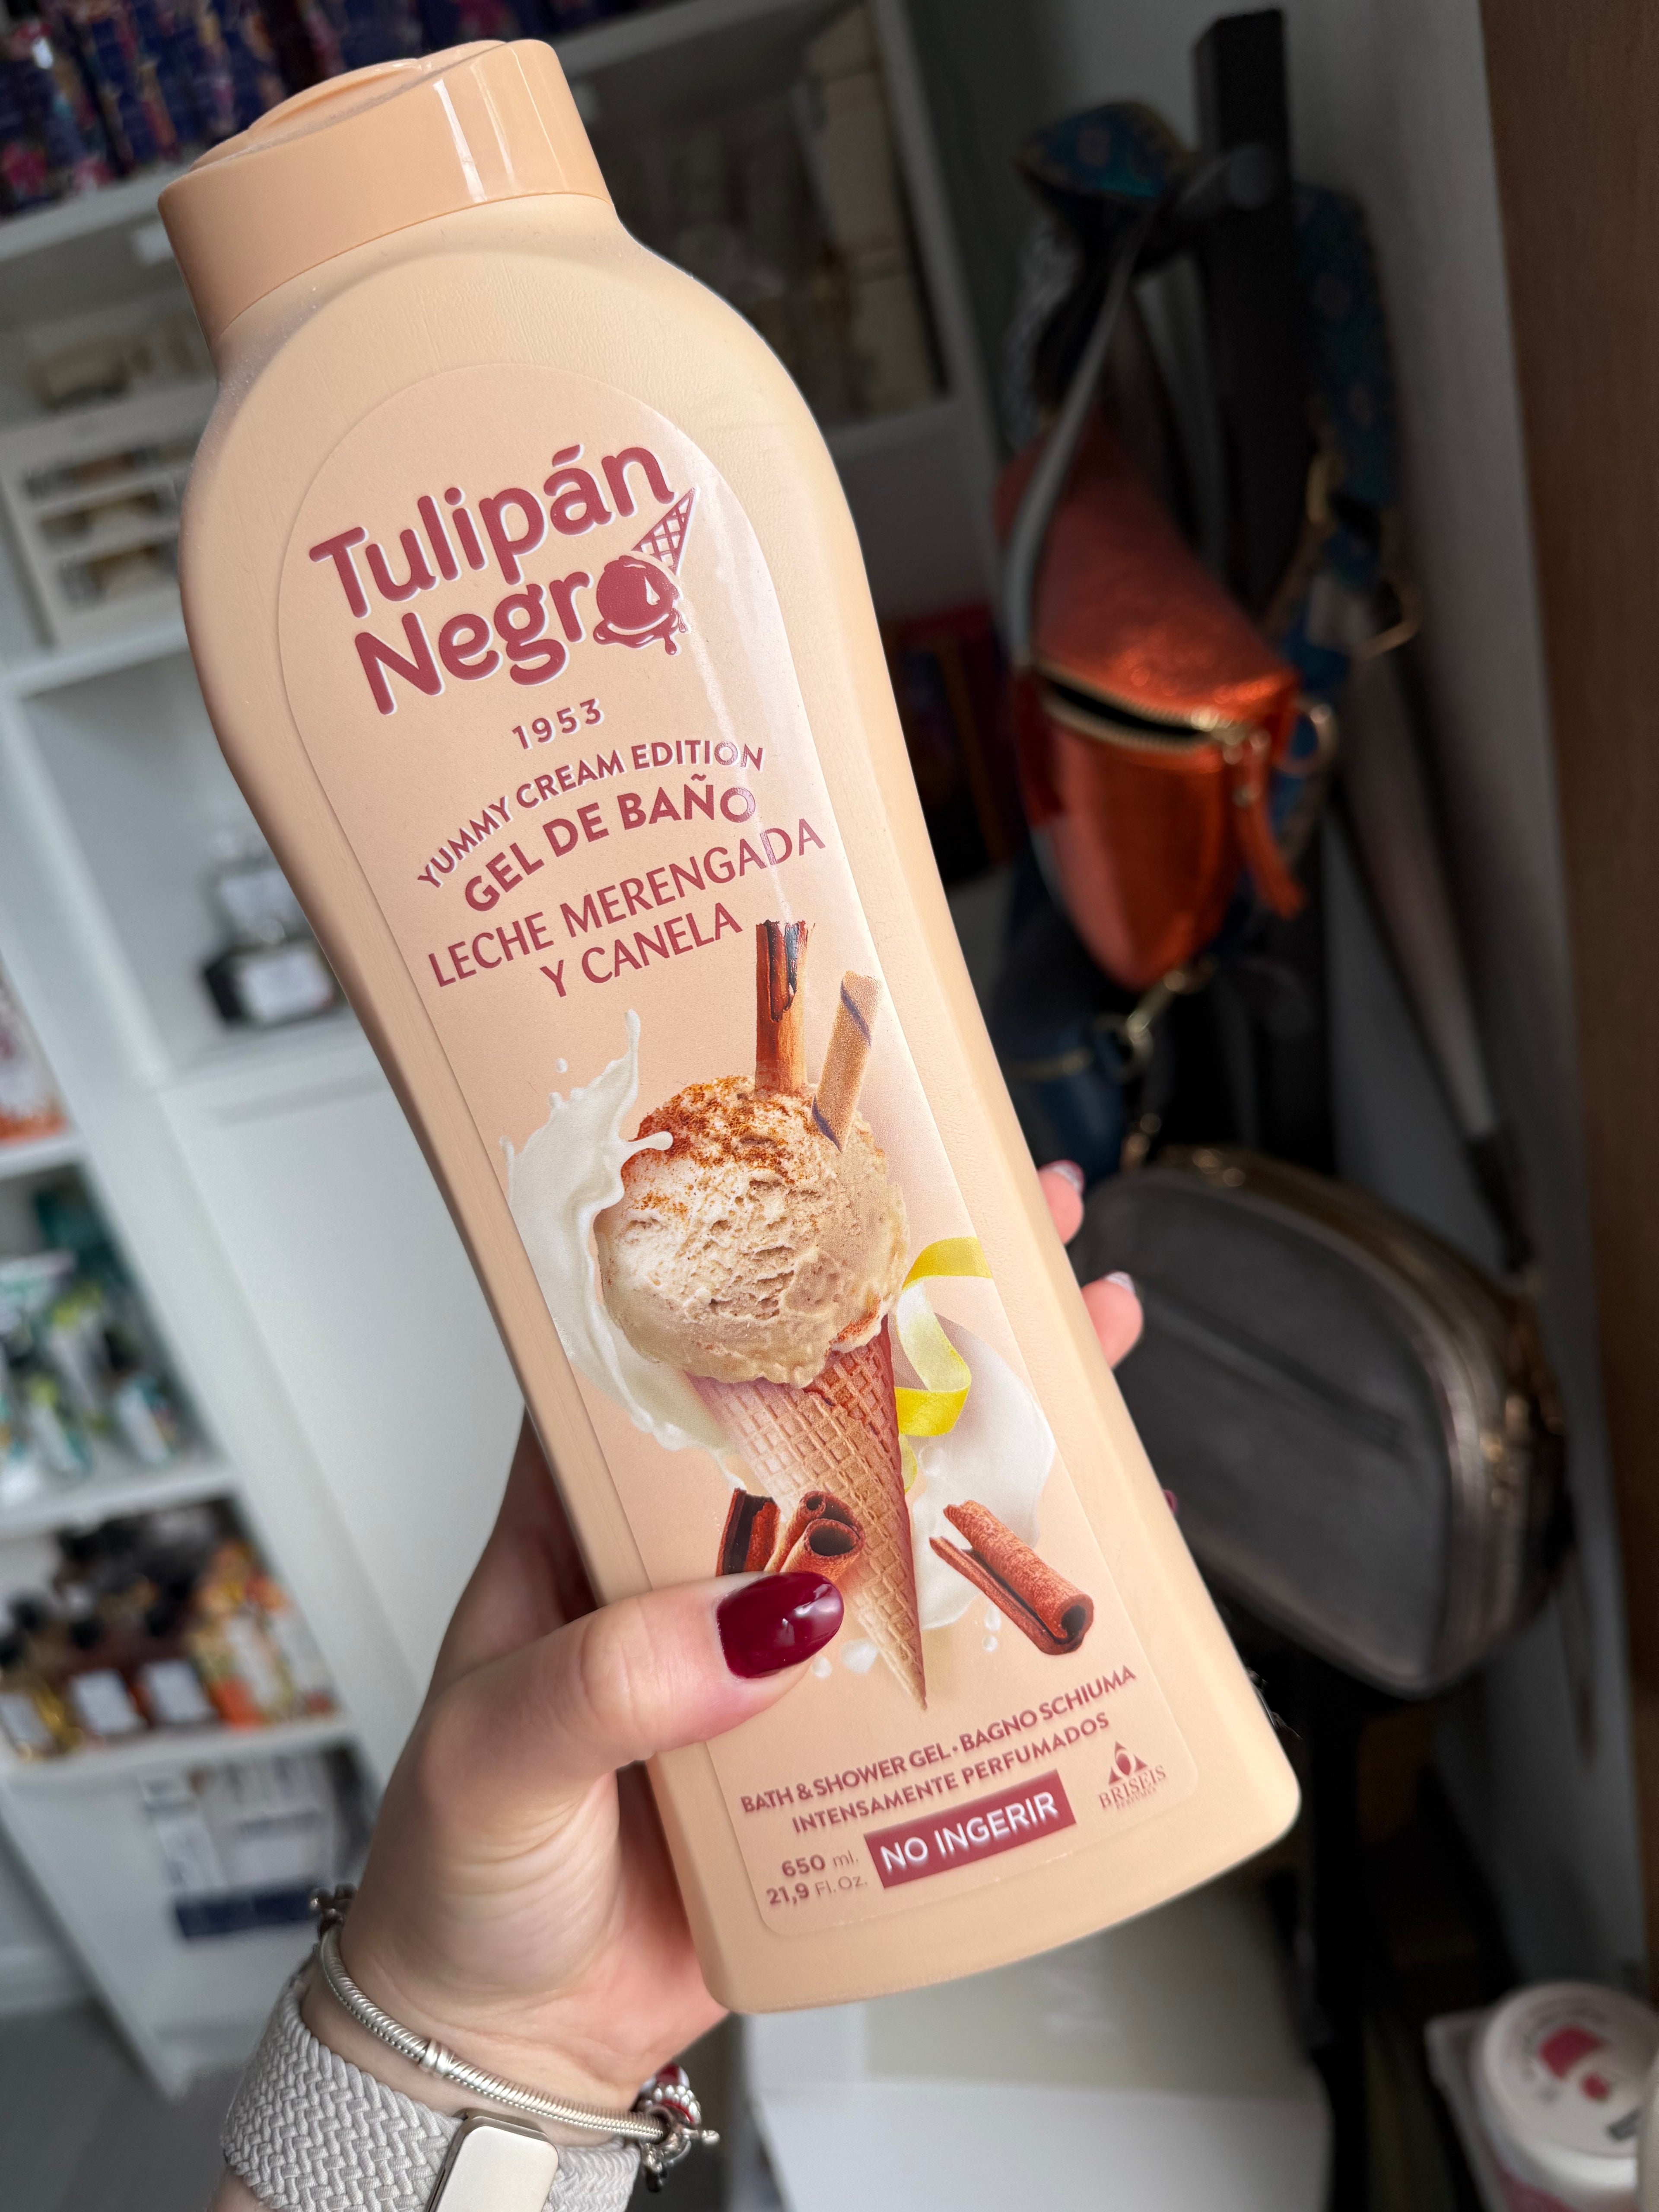 Tulipán
Negro
1953
YUMMY CREAM EDITION
GEL DE BAÑO
LECHE MERENGADA
Y CANELA
BATH & SHOWER GEL · BAGNO SCHIUMA
INTENSAMENTE PERFUMADOS
650 ml.
21,9 Fl.Oz.
NO INGERIR
BRISEIS